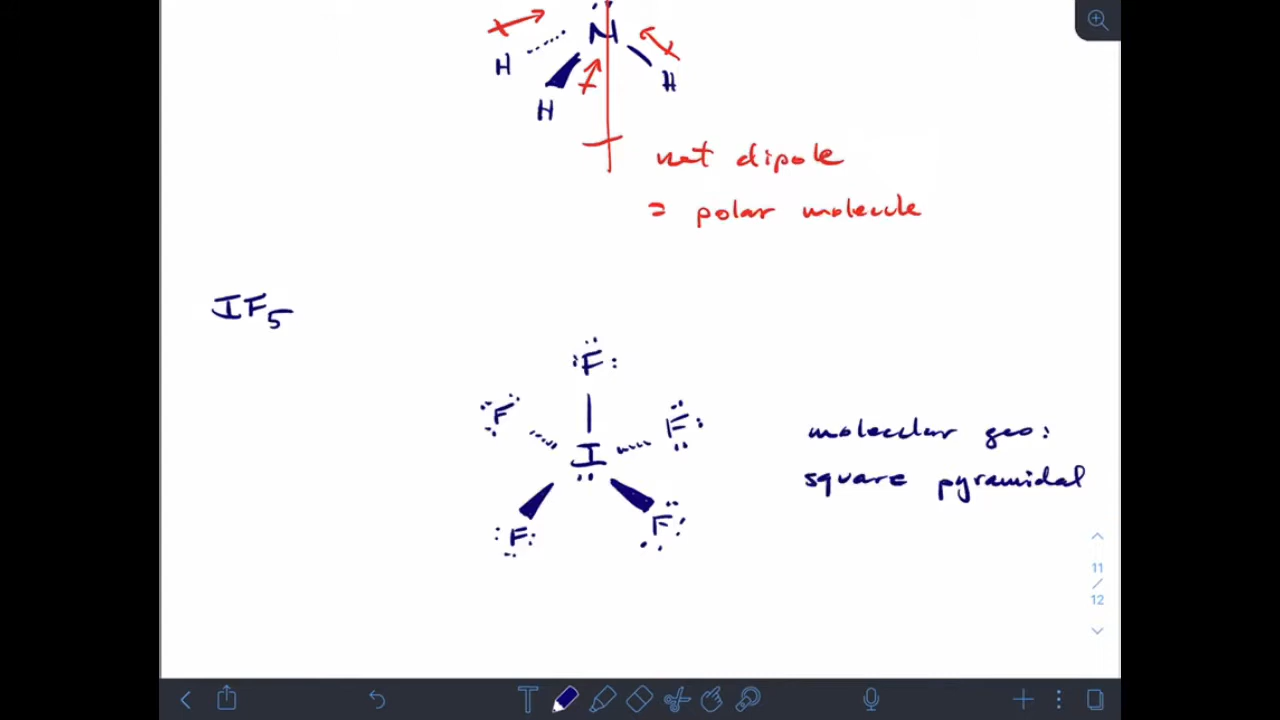 N
H
H
H
net dipole
= polar molecule
IF5
F
F
F
I
F
F
molecular geo:
square pyramidal
11
/
12
T